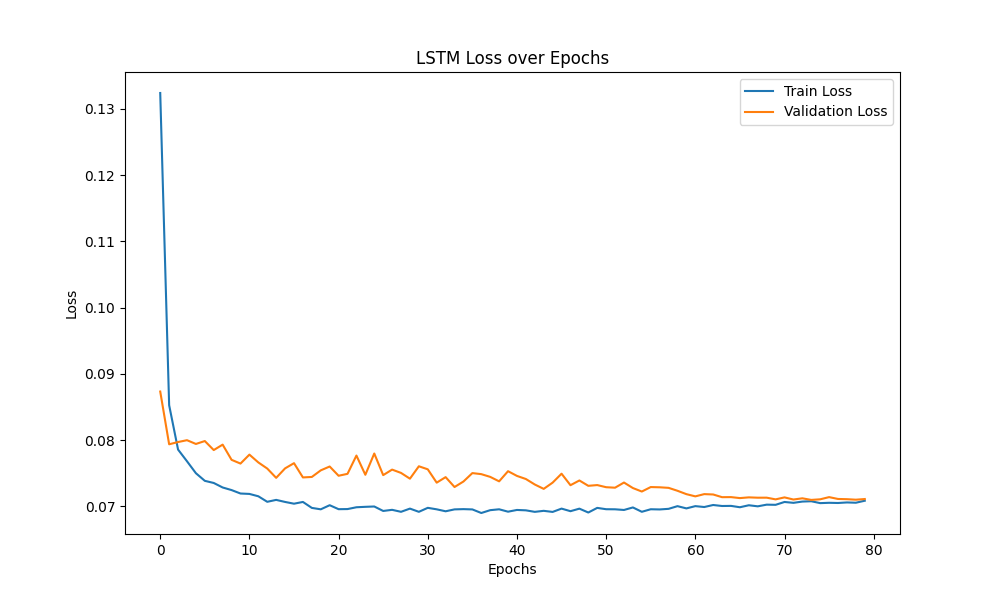 LSTM Loss over Epochs
Train Loss
Validation Loss
0.13
0.12
0.11
0.10
0.09
0.08
0.07
Loss
0 10 20 30 40 50 60 70 80
Epochs